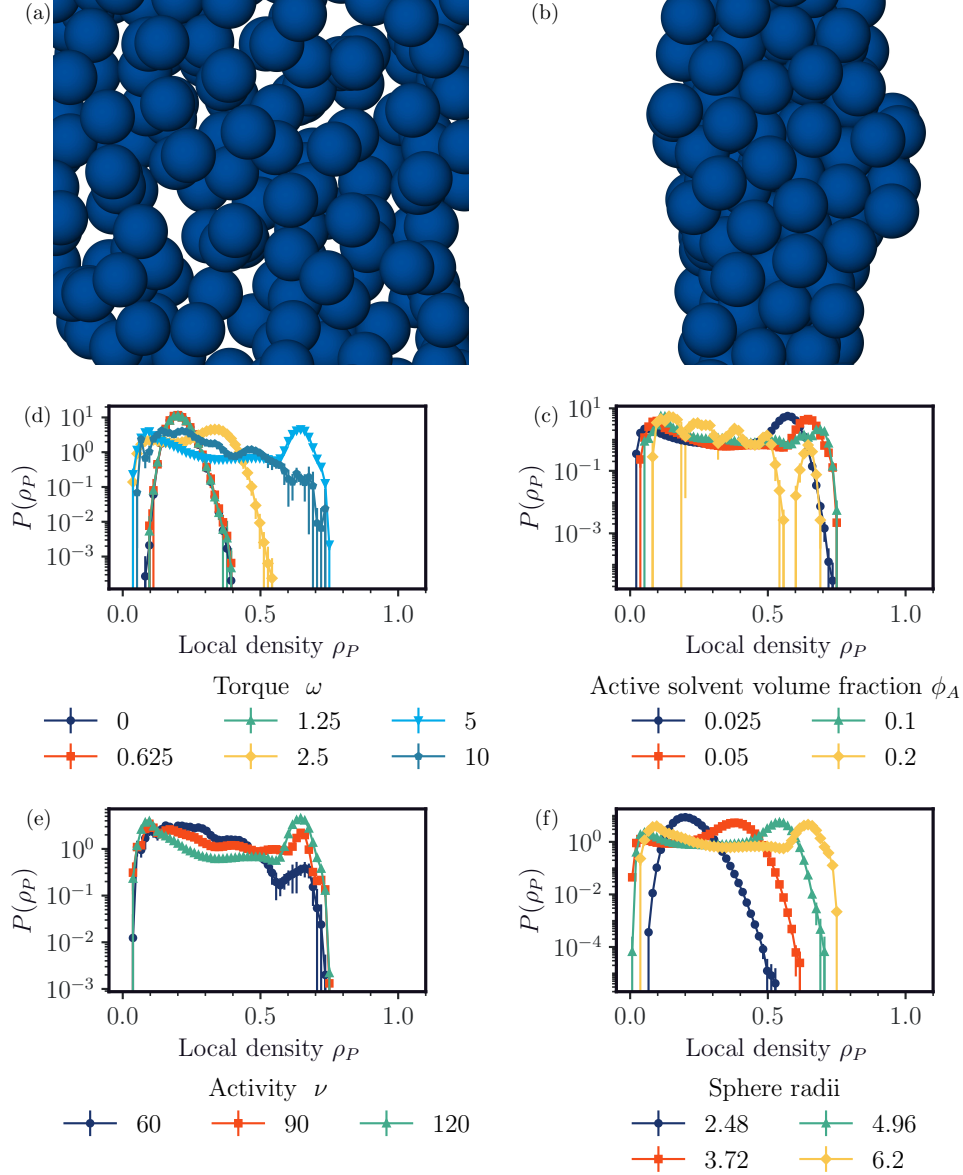 (a)
(b)
(d)
P(ρ_P)
10^1
10^0
10^−1
10^−2
10^−3
0.0 0.5 1.0
Local density ρ_P
Torque ω
0 1.25 5
0.625 2.5 10
(c)
P(ρ_P)
10^1
10^−1
10^−3
0.0 0.5 1.0
Local density ρ_P
Active solvent volume fraction ϕ_A
0.025 0.1
0.05 0.2
(e)
P(ρ_P)
10^0
10^−1
10^−2
10^−3
0.0 0.5 1.0
Local density ρ_P
Activity ν
60 90 120
(f)
P(ρ_P)
10^0
10^−2
10^−4
0.0 0.5 1.0
Local density ρ_P
Sphere radii
2.48 4.96
3.72 6.2